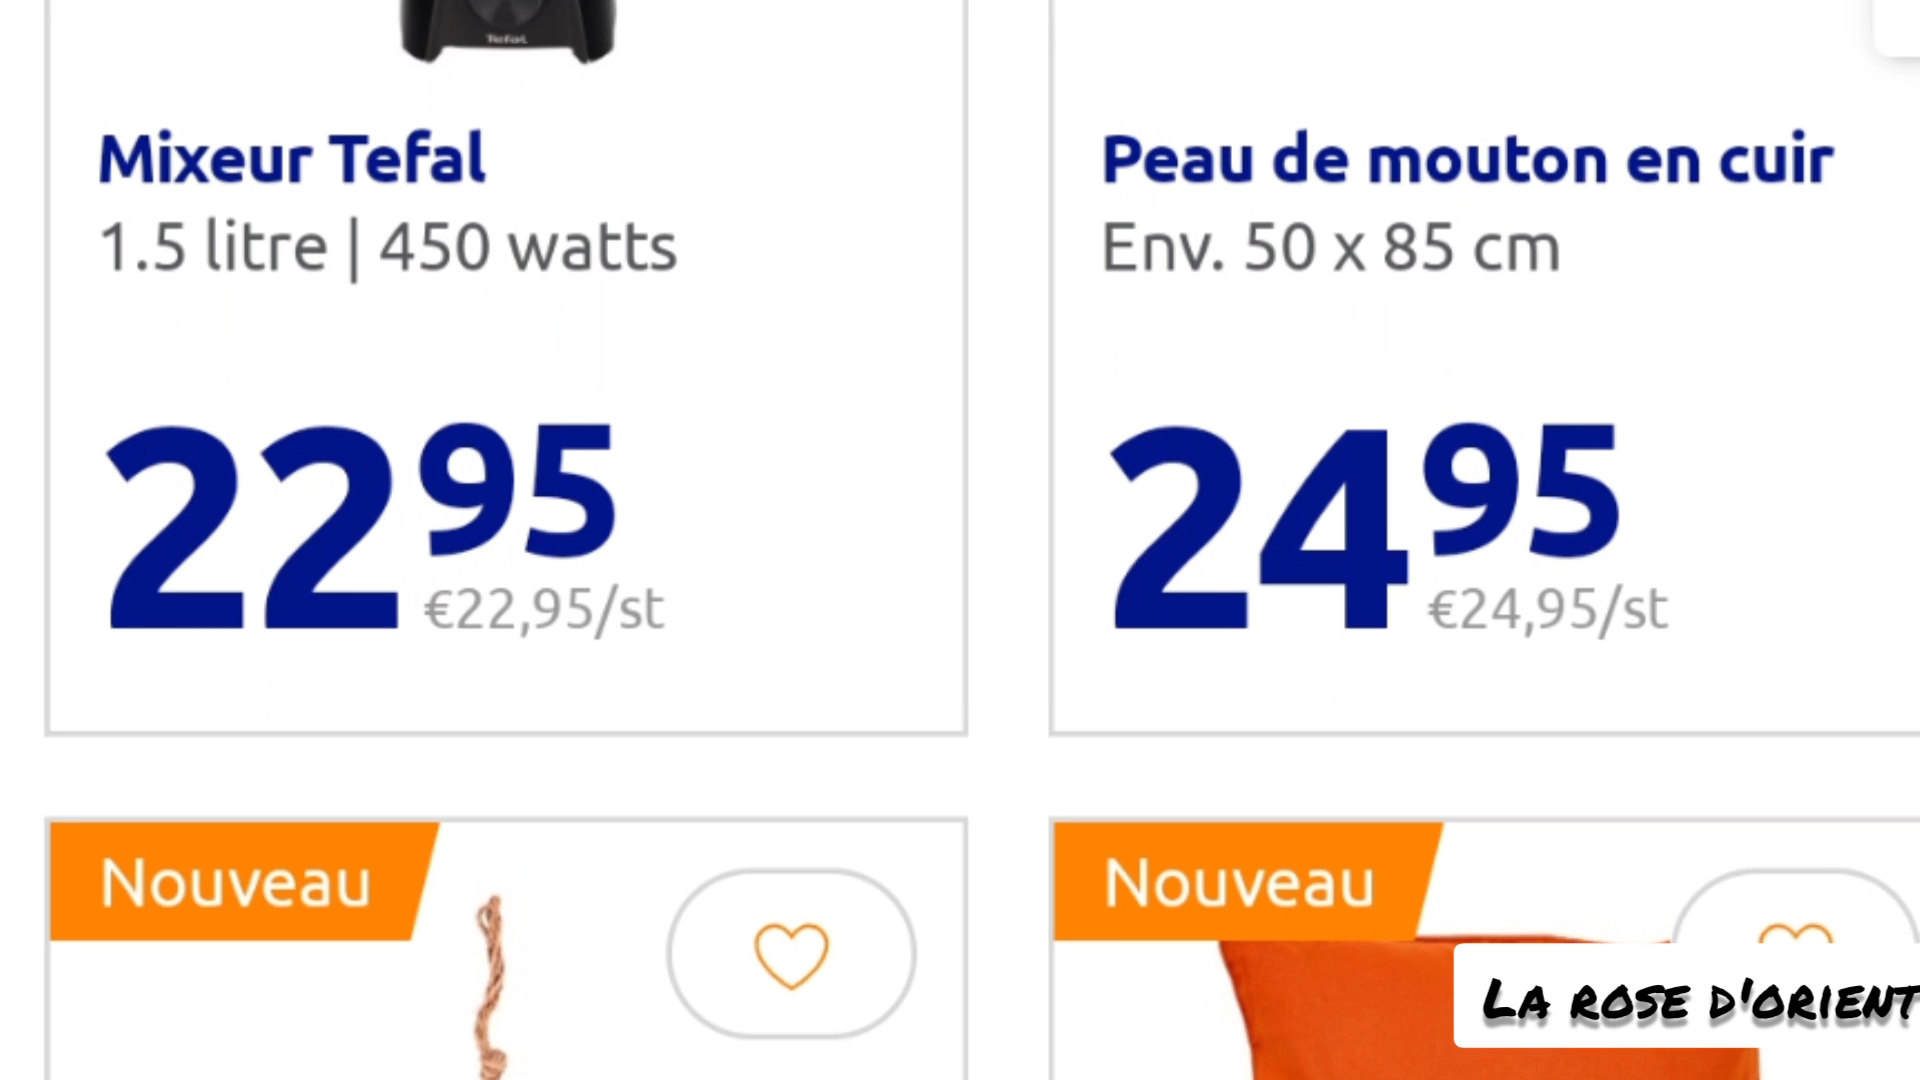 Tefal
Mixeur Tefal
1.5 litre | 450 watts
2295
€22,95/st
Peau de mouton en cuir
Env. 50 x 85 cm
2495
€24,95/st
Nouveau
Nouveau
La rose d'orient